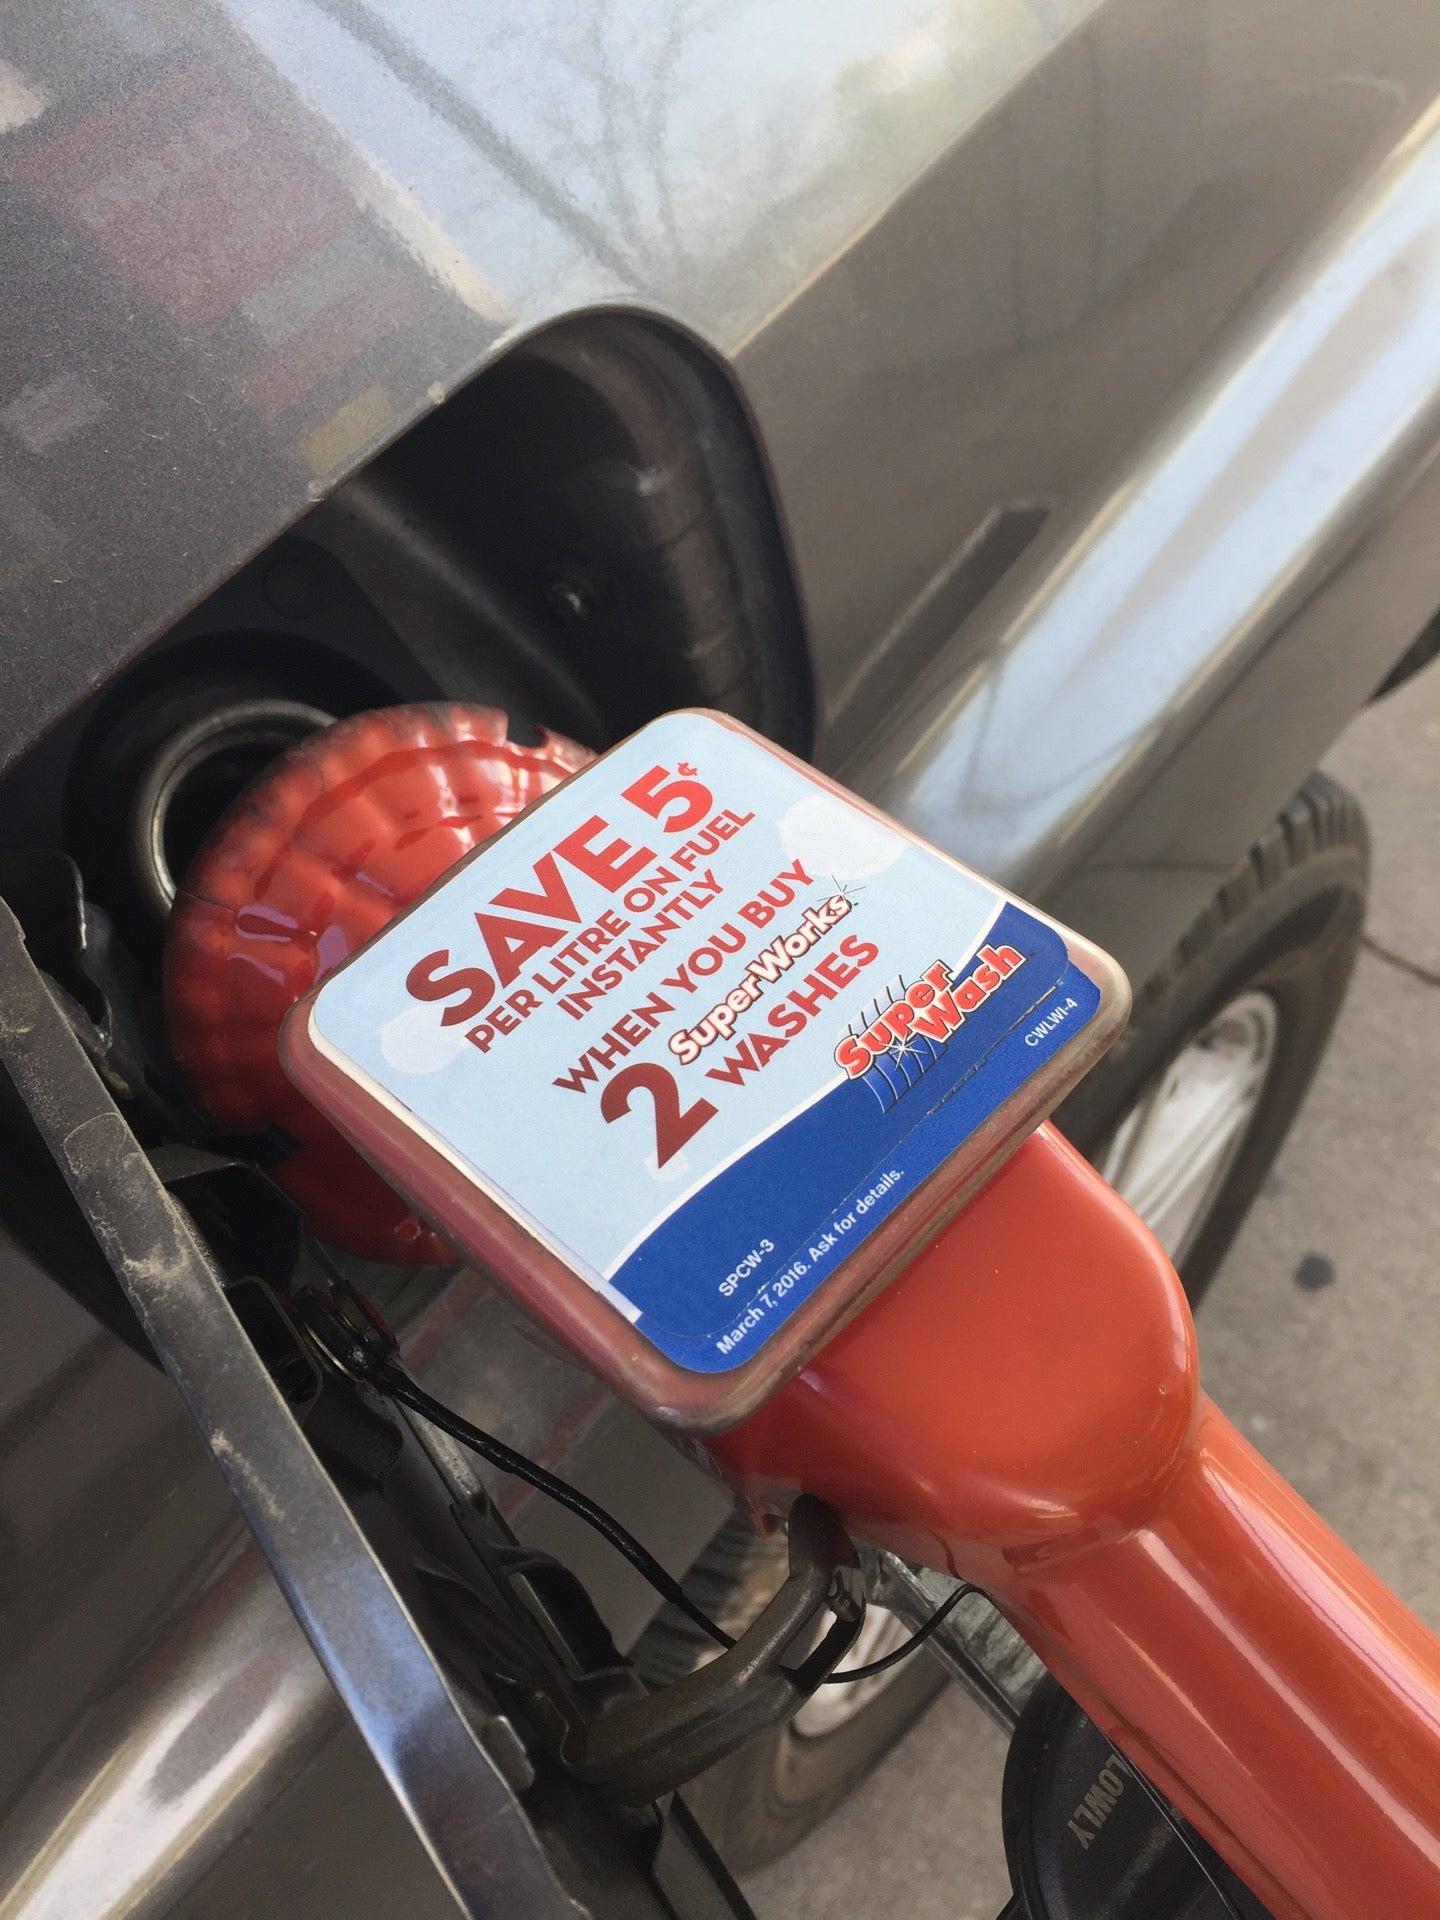 SAVE 5¢
PER LITRE ON FUEL
INSTANTLY
WHEN YOU BUY
2 SuperWorks
WASHES
Super
Wash
CWLWI-4
SPCW-3
March 7, 2016. Ask for details.
LOWLY